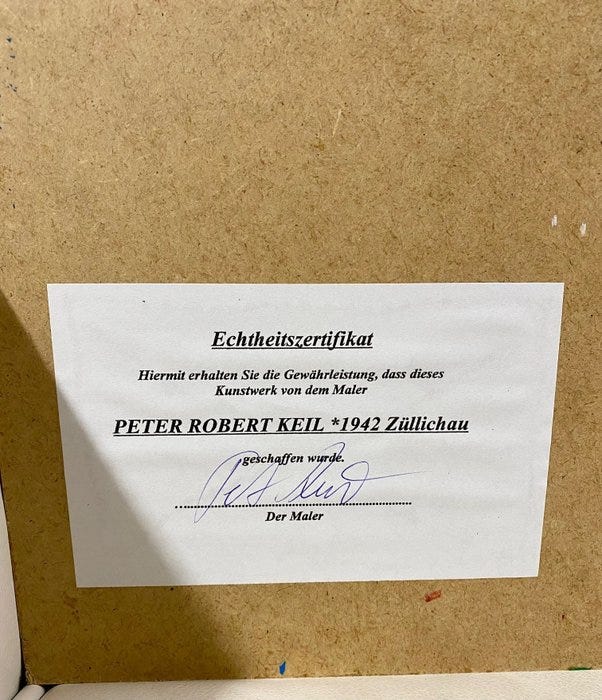 Echtheitszertifikat
Hiermit erhalten Sie die Gewährleistung, dass dieses
Kunstwerk von dem Maler
PETER ROBERT KEIL *1942 Züllichau
geschaffen wurde.
Der Maler